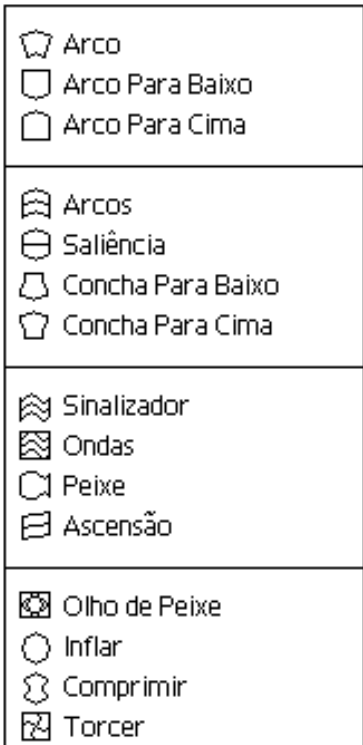 Arco
Arco Para Baixo
Arco Para Cima
Arcos
Saliência
Concha Para Baixo
Concha Para Cima
Sinalizador
Ondas
Peixe
Ascensão
Olho de Peixe
Inflar
Comprimir
Torcer